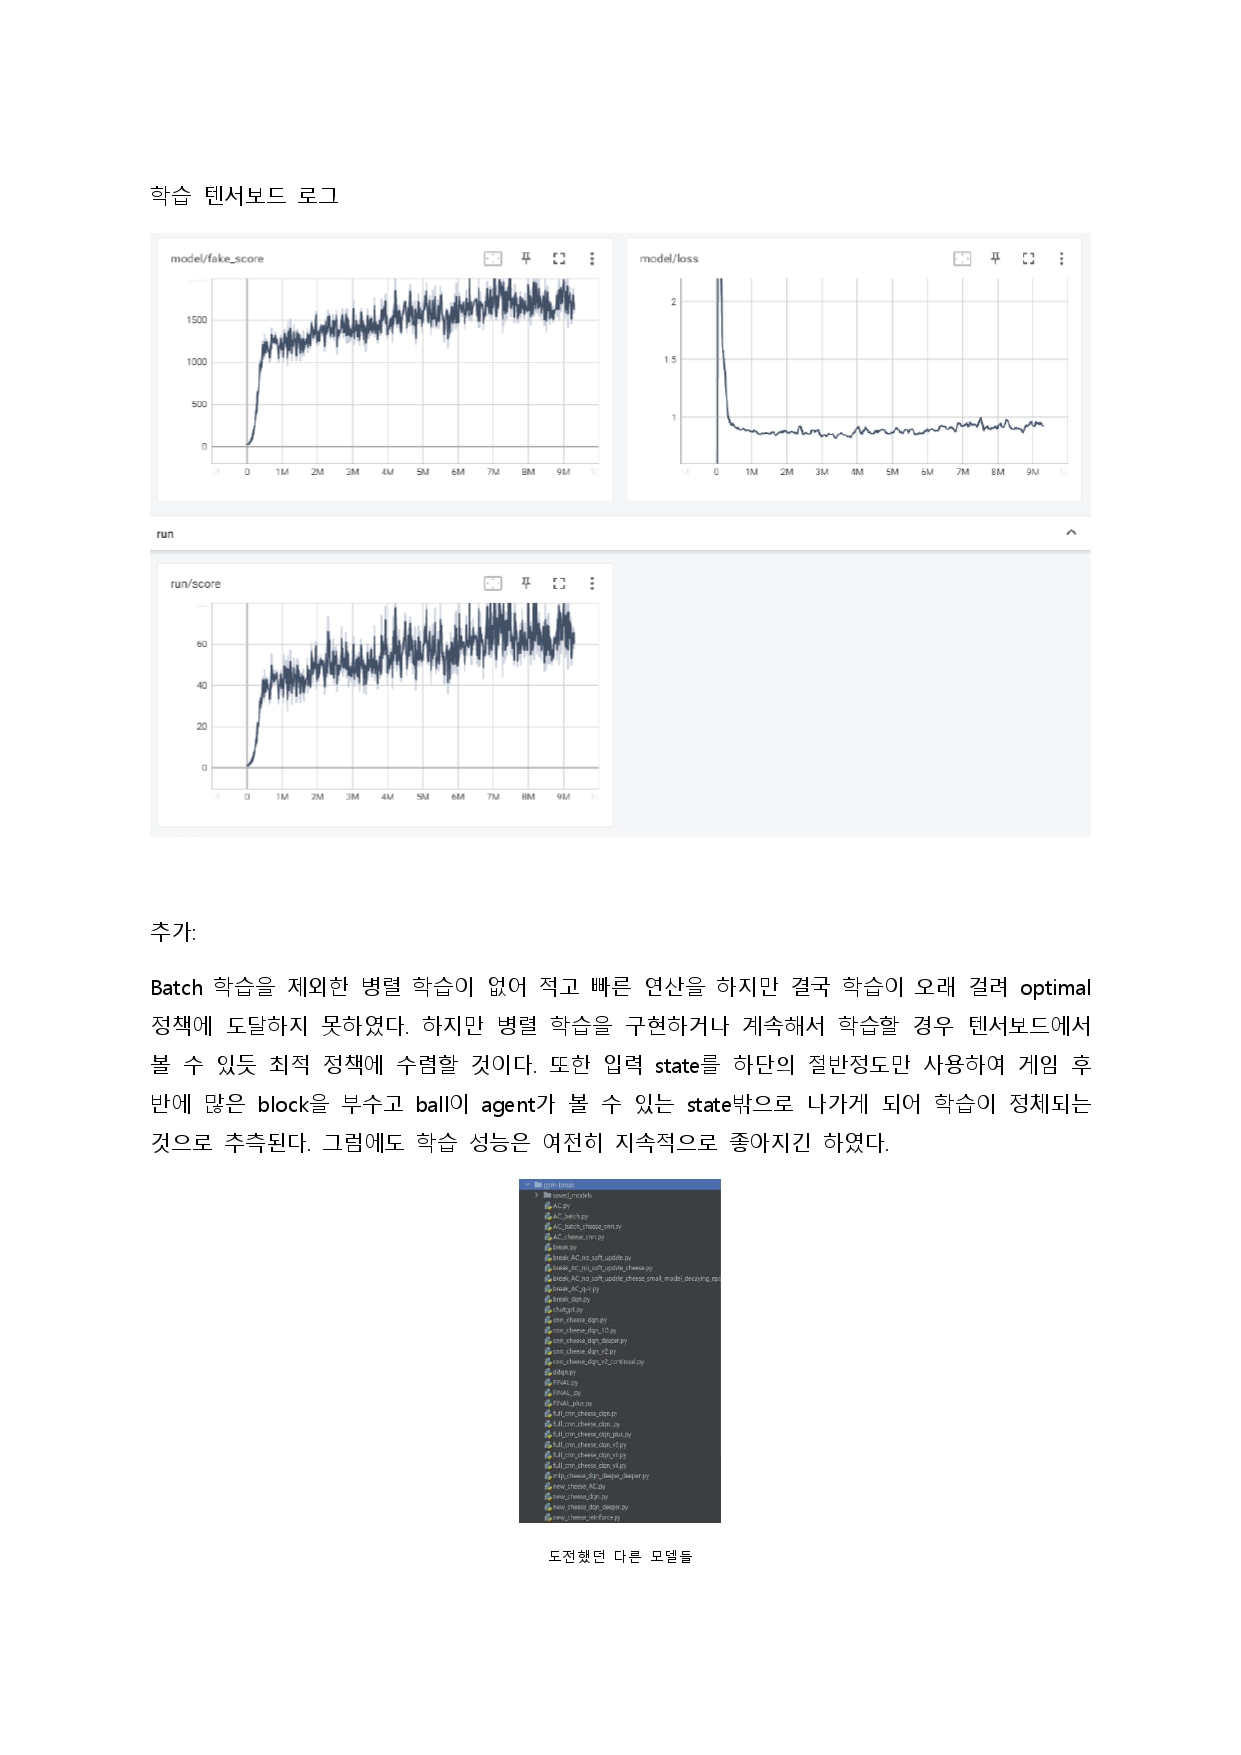 학습 텐서보드 로그
model/fake_score
1500
1000
500
0
0 1M 2M 3M 4M 5M 6M 7M 8M 9M
model/loss
2
1.5
1
0 1M 2M 3M 4M 5M 6M 7M 8M 9M
run
run/score
60
40
20
0
0 1M 2M 3M 4M 5M 6M 7M 8M 9M
추가:
Batch 학습을 제외한 병렬 학습이 없어 적고 빠른 연산을 하지만 결국 학습이 오래 걸려 optimal
정책에 도달하지 못하였다. 하지만 병렬 학습을 구현하거나 계속해서 학습할 경우 텐서보드에서
볼 수 있듯 최적 정책에 수렴할 것이다. 또한 입력 state를 하단의 절반정도만 사용하여 게임 후
반에 많은 block을 부수고 ball이 agent가 볼 수 있는 state밖으로 나가게 되어 학습이 정체되는
것으로 추측된다. 그럼에도 학습 성능은 여전히 지속적으로 좋아지긴 하였다.
gym-break
saved_models
AC.py
AC_batch.py
AC_batch_cheese_cnn.py
AC_cheese_cnn.py
break.py
break_AC_no_soft_update.py
break_AC_no_soft_update_cheese.py
break_AC_no_soft_update_cheese_small_model_decaying_eps
break_AC_q-v.py
break_dqn.py
chatgpt.py
cnn_cheese_dqn.py
cnn_cheese_dqn_10.py
cnn_cheese_dqn_deeper.py
cnn_cheese_dqn_v2.py
cnn_cheese_dqn_v2_continual.py
ddqn.py
FINAL.py
FINAL_.py
FINAL_plus.py
full_cnn_cheese_dqn.py
full_cnn_cheese_dqn_.py
full_cnn_cheese_dqn_plus.py
full_cnn_cheese_dqn_v2.py
full_cnn_cheese_dqn_v3.py
full_cnn_cheese_dqn_v4.py
mlp_cheese_dqn_deeper_deeper.py
new_cheese_AC.py
new_cheese_dqn.py
new_cheese_dqn_deeper.py
new_cheese_reinforce.py
도전했던 다른 모델들